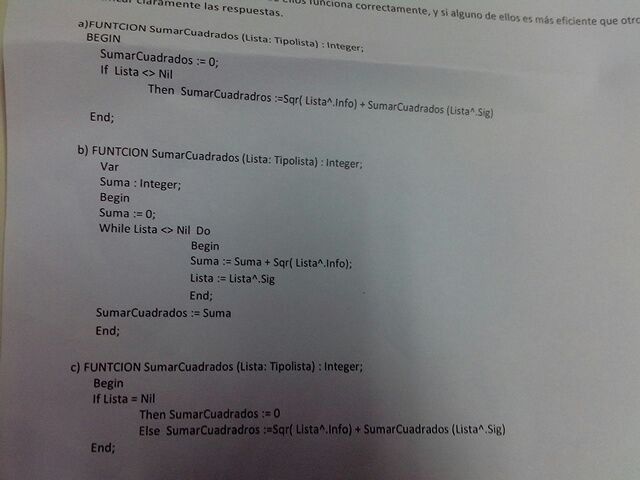 ellos funciona correctamente, y si alguno de ellos es más eficiente que otro
claramente las respuestas.
a)FUNTCION SumarCuadrados (Lista: Tipolista) : Integer;
BEGIN
SumarCuadrados := 0;
If Lista <> Nil
Then SumarCuadradros :=Sqr( Lista^.Info) + SumarCuadrados (Lista^.Sig)
End;
b) FUNTCION SumarCuadrados (Lista: Tipolista) : Integer;
Var
Suma : Integer;
Begin
Suma := 0;
While Lista <> Nil Do
Begin
Suma := Suma + Sqr( Lista^.Info);
Lista := Lista^.Sig
End;
SumarCuadrados := Suma
End;
c) FUNTCION SumarCuadrados (Lista: Tipolista) : Integer;
Begin
If Lista = Nil
Then SumarCuadrados := 0
Else SumarCuadradros :=Sqr( Lista^.Info) + SumarCuadrados (Lista^.Sig)
End;